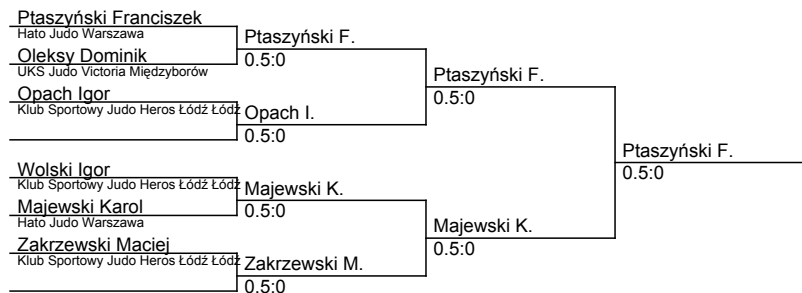 Ptaszyński Franciszek
Hato Judo Warszawa
Oleksy Dominik
UKS Judo Victoria Międzyborów
Opach Igor
Klub Sportowy Judo Heros Łódź Łódź
Wolski Igor
Klub Sportowy Judo Heros Łódź Łódź
Majewski Karol
Hato Judo Warszawa
Zakrzewski Maciej
Klub Sportowy Judo Heros Łódź Łódź
Ptaszyński F.
0.5:0
Opach I.
0.5:0
Majewski K.
0.5:0
Zakrzewski M.
0.5:0
Ptaszyński F.
0.5:0
Majewski K.
0.5:0
Ptaszyński F.
0.5:0